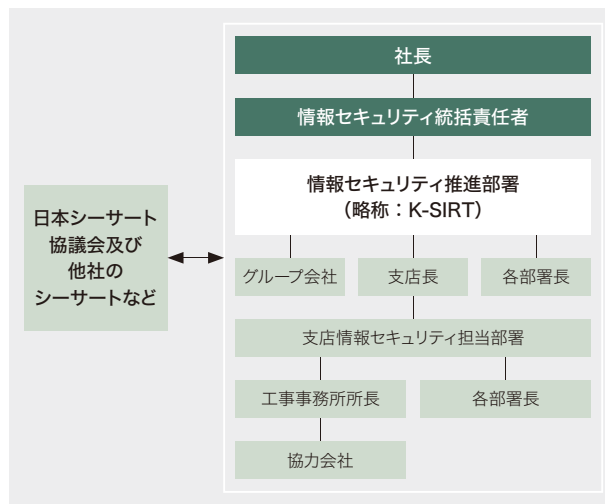 社長
情報セキュリティ統括責任者
情報セキュリティ推進部署
（略称：K-SIRT）
日本シーサート
協議会及び
他社の
シーサートなど
グループ会社
支店長
各部署長
支店情報セキュリティ担当部署
工事事務所所長
各部署長
協力会社